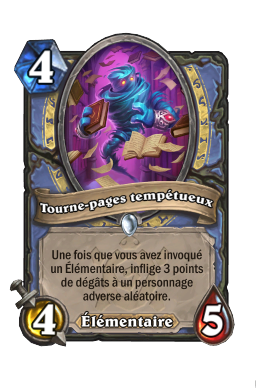 4
Tourne-pages tempétueux
Une fois que vous avez invoqué
un Élémentaire, inflige 3 points
de dégâts à un personnage
adverse aléatoire.
4
Élémentaire
5